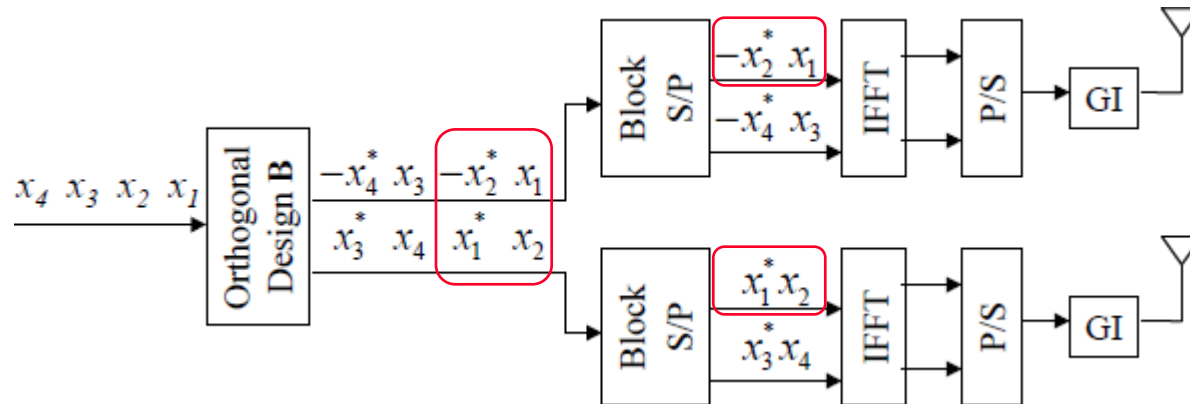 x₄ x₃ x₂ x₁
Orthogonal
Design B
−x₄* x₃ −x₂* x₁
x₃* x₄ x₁* x₂
Block
S/P
−x₂* x₁
−x₄* x₃
IFFT
P/S
GI
Block
S/P
x₁* x₂
x₃* x₄
IFFT
P/S
GI